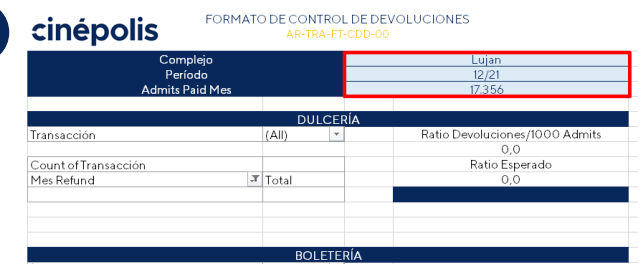 cinépolis
FORMATO DE CONTROL DE DEVOLUCIONES
AR-TRA-FT-CDD-00
Complejo Lujan
Período 12/21
Admits Paid Mes 17.356
DULCERÍA
Transacción (All) Ratio Devoluciones/1000 Admits
0,0
Count of Transacción Ratio Esperado
Mes Refund Total 0,0
BOLETERÍA